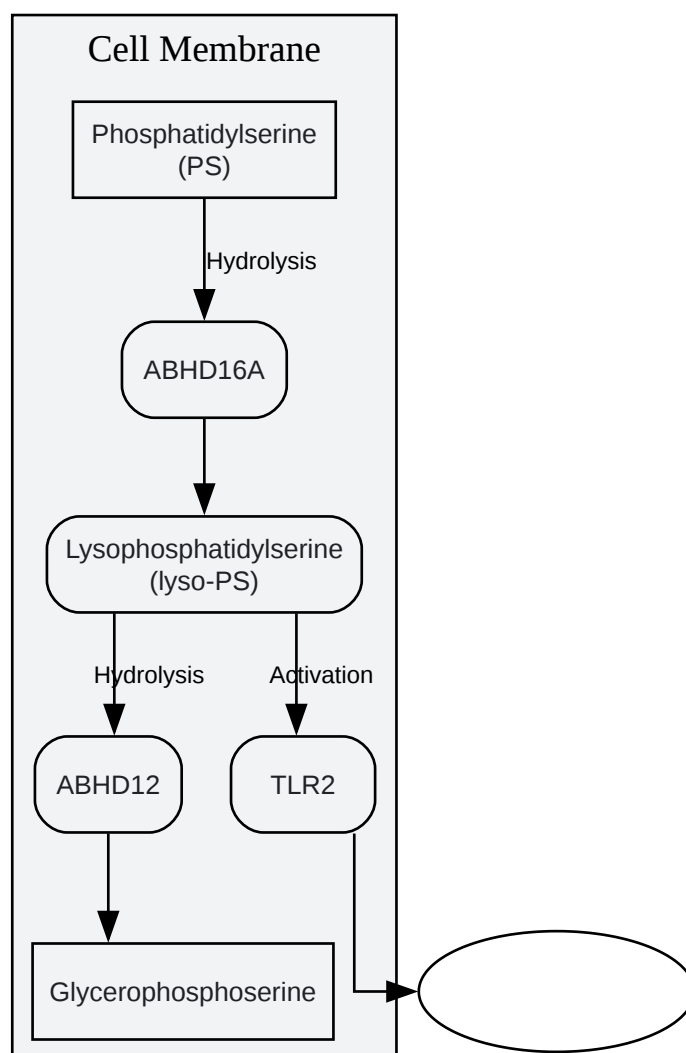 Cell Membrane
Phosphatidylserine
(PS)
Hydrolysis
ABHD16A
Lysophosphatidylserine
(lyso-PS)
Hydrolysis
Activation
ABHD12
TLR2
Glycerophosphoserine